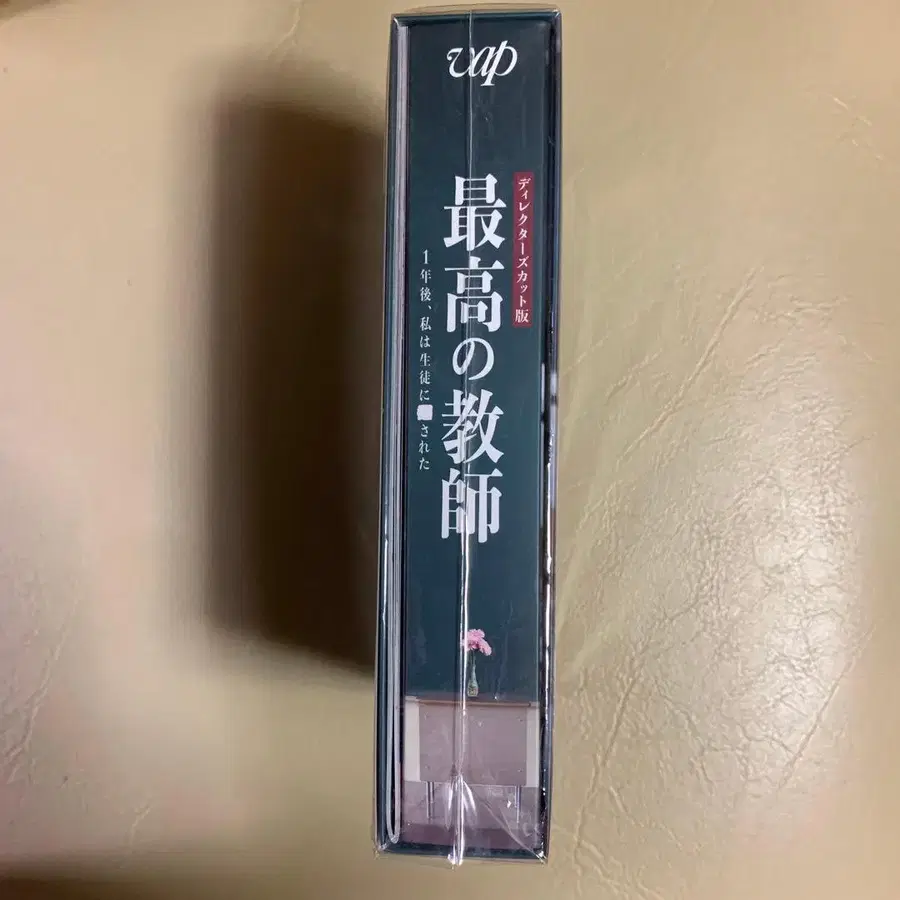 vap
ディレクターズカット版
最高の教師
1年後、私は生徒に■された